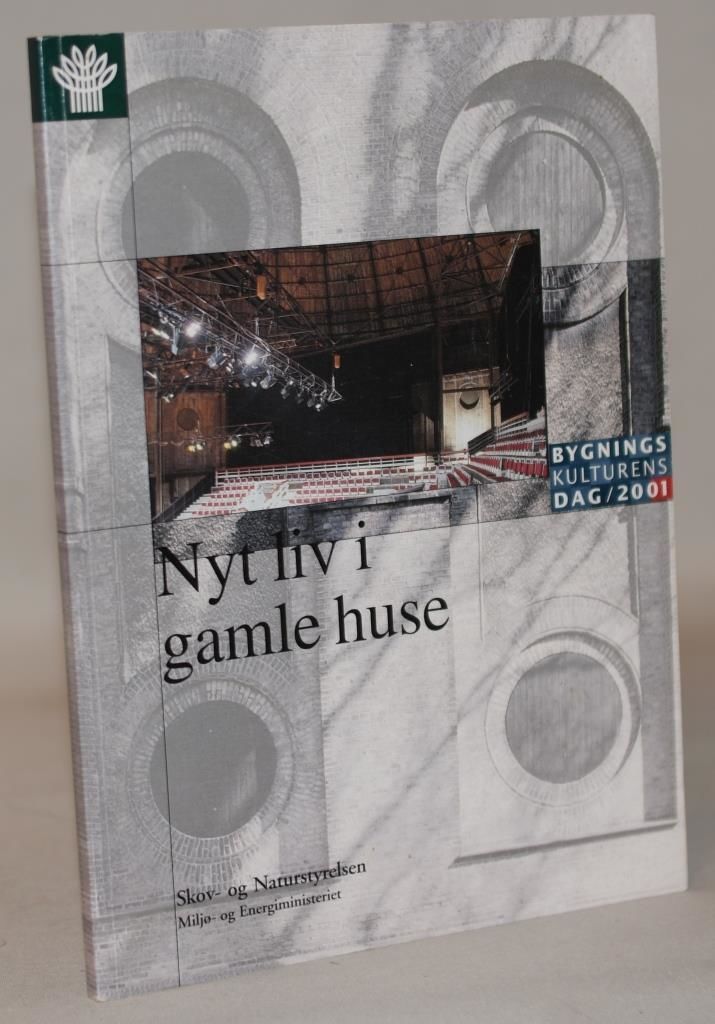 BYGNINGS
KULTURENS
DAG/2001
Nyt liv i
gamle huse
Skov- og Naturstyrelsen
Miljø- og Energiministeriet